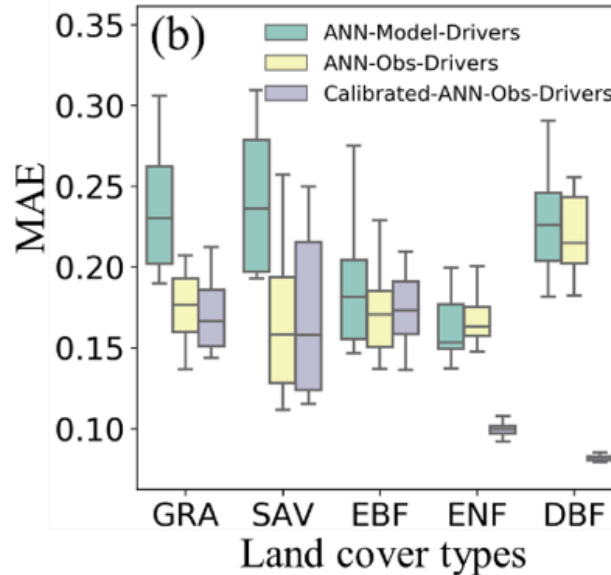 (b)
ANN-Model-Drivers
ANN-Obs-Drivers
Calibrated-ANN-Obs-Drivers
MAE
0.35
0.30
0.25
0.20
0.15
0.10
GRA SAV EBF ENF DBF
Land cover types